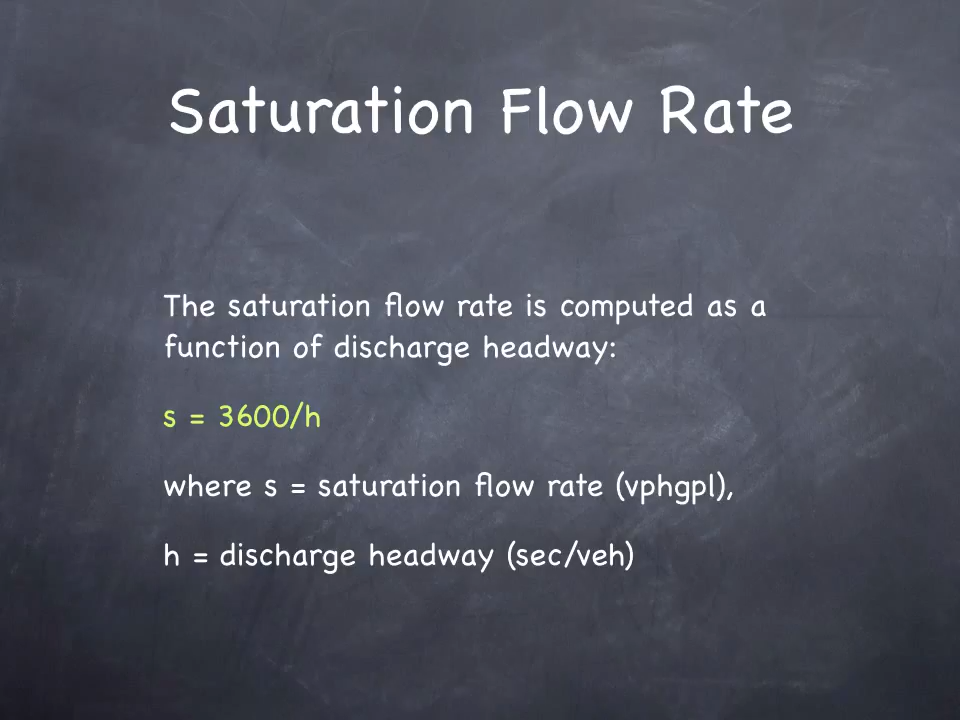 Saturation Flow Rate
The saturation flow rate is computed as a
function of discharge headway:
s = 3600/h
where s = saturation flow rate (vphgpl),
h = discharge headway (sec/veh)